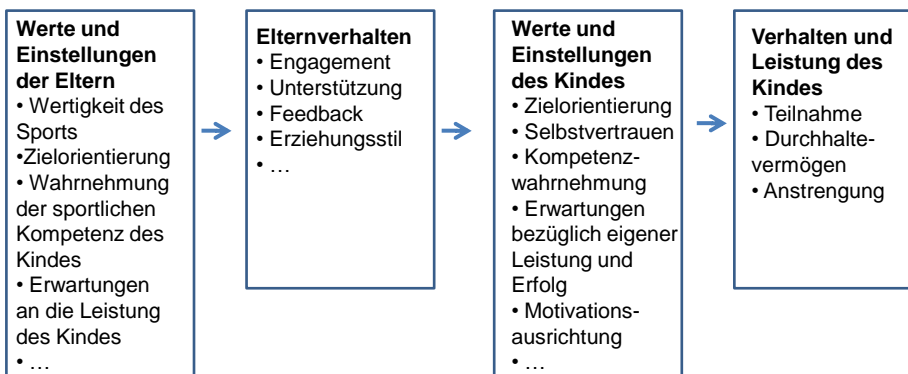 Werte und
Einstellungen
der Eltern
• Wertigkeit des
Sports
•Zielorientierung
• Wahrnehmung
der sportlichen
Kompetenz des
Kindes
• Erwartungen
an die Leistung
des Kindes
• …
Elternverhalten
• Engagement
• Unterstützung
• Feedback
• Erziehungsstil
• …
Werte und
Einstellungen
des Kindes
• Zielorientierung
• Selbstvertrauen
• Kompetenz-
wahrnehmung
• Erwartungen
bezüglich eigener
Leistung und
Erfolg
• Motivations-
ausrichtung
• …
Verhalten und
Leistung des
Kindes
• Teilnahme
• Durchhalte-
vermögen
• Anstrengung